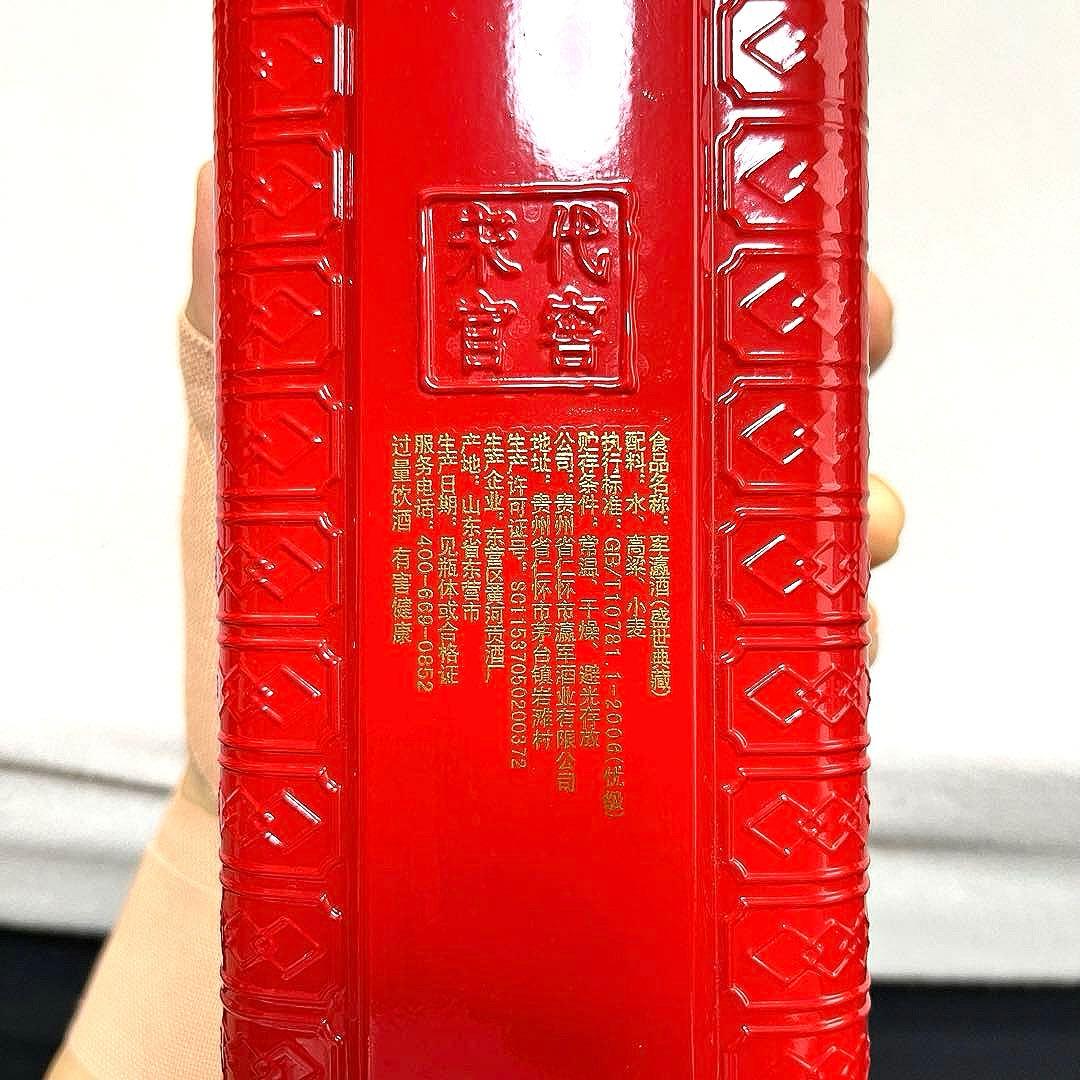 代窖
宋官
食品名称：军瀛酒(盛世典藏)
配料：水、高粱、小麦
执行标准：GB/T10781.1-2006(优级)
贮存条件：常温、干燥、避光存放
公司：贵州省仁怀市瀛军酒业有限公司
地址：贵州省仁怀市茅台镇岩滩村
生产许可证号：SC11537050200372
生产企业：东营区黄河贡酒厂
产地：山东省东营市
生产日期：见瓶体或合格证
服务电话：400-669-0852
过量饮酒 有害健康